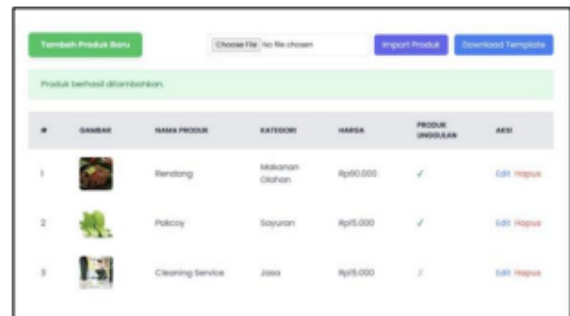 Tambah Produk Baru
Choose File No file chosen
Import Produk
Download Template
Produk berhasil ditambahkan.
# GAMBAR NAMA PRODUK KATEGORI HARGA PRODUK UNGGULAN AKSI
1 Rendang Makanan Olahan Rp60.000 ✓ Edit Hapus
2 Pakcoy Sayuran Rp15.000 ✓ Edit Hapus
3 Cleaning Service Jasa Rp15.000 ✗ Edit Hapus